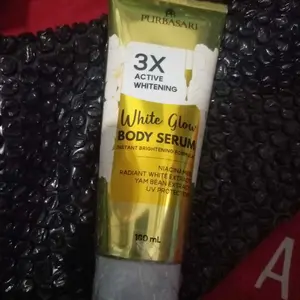 PURBASARI
3X
ACTIVE
WHITENING
White Glow
BODY SERUM
INSTANT BRIGHTENING FORMULA
NIACINAMIDE
RADIANT WHITE EXTRACT
YAM BEAN EXTRACT
UV PROTECTION
180 mL
A